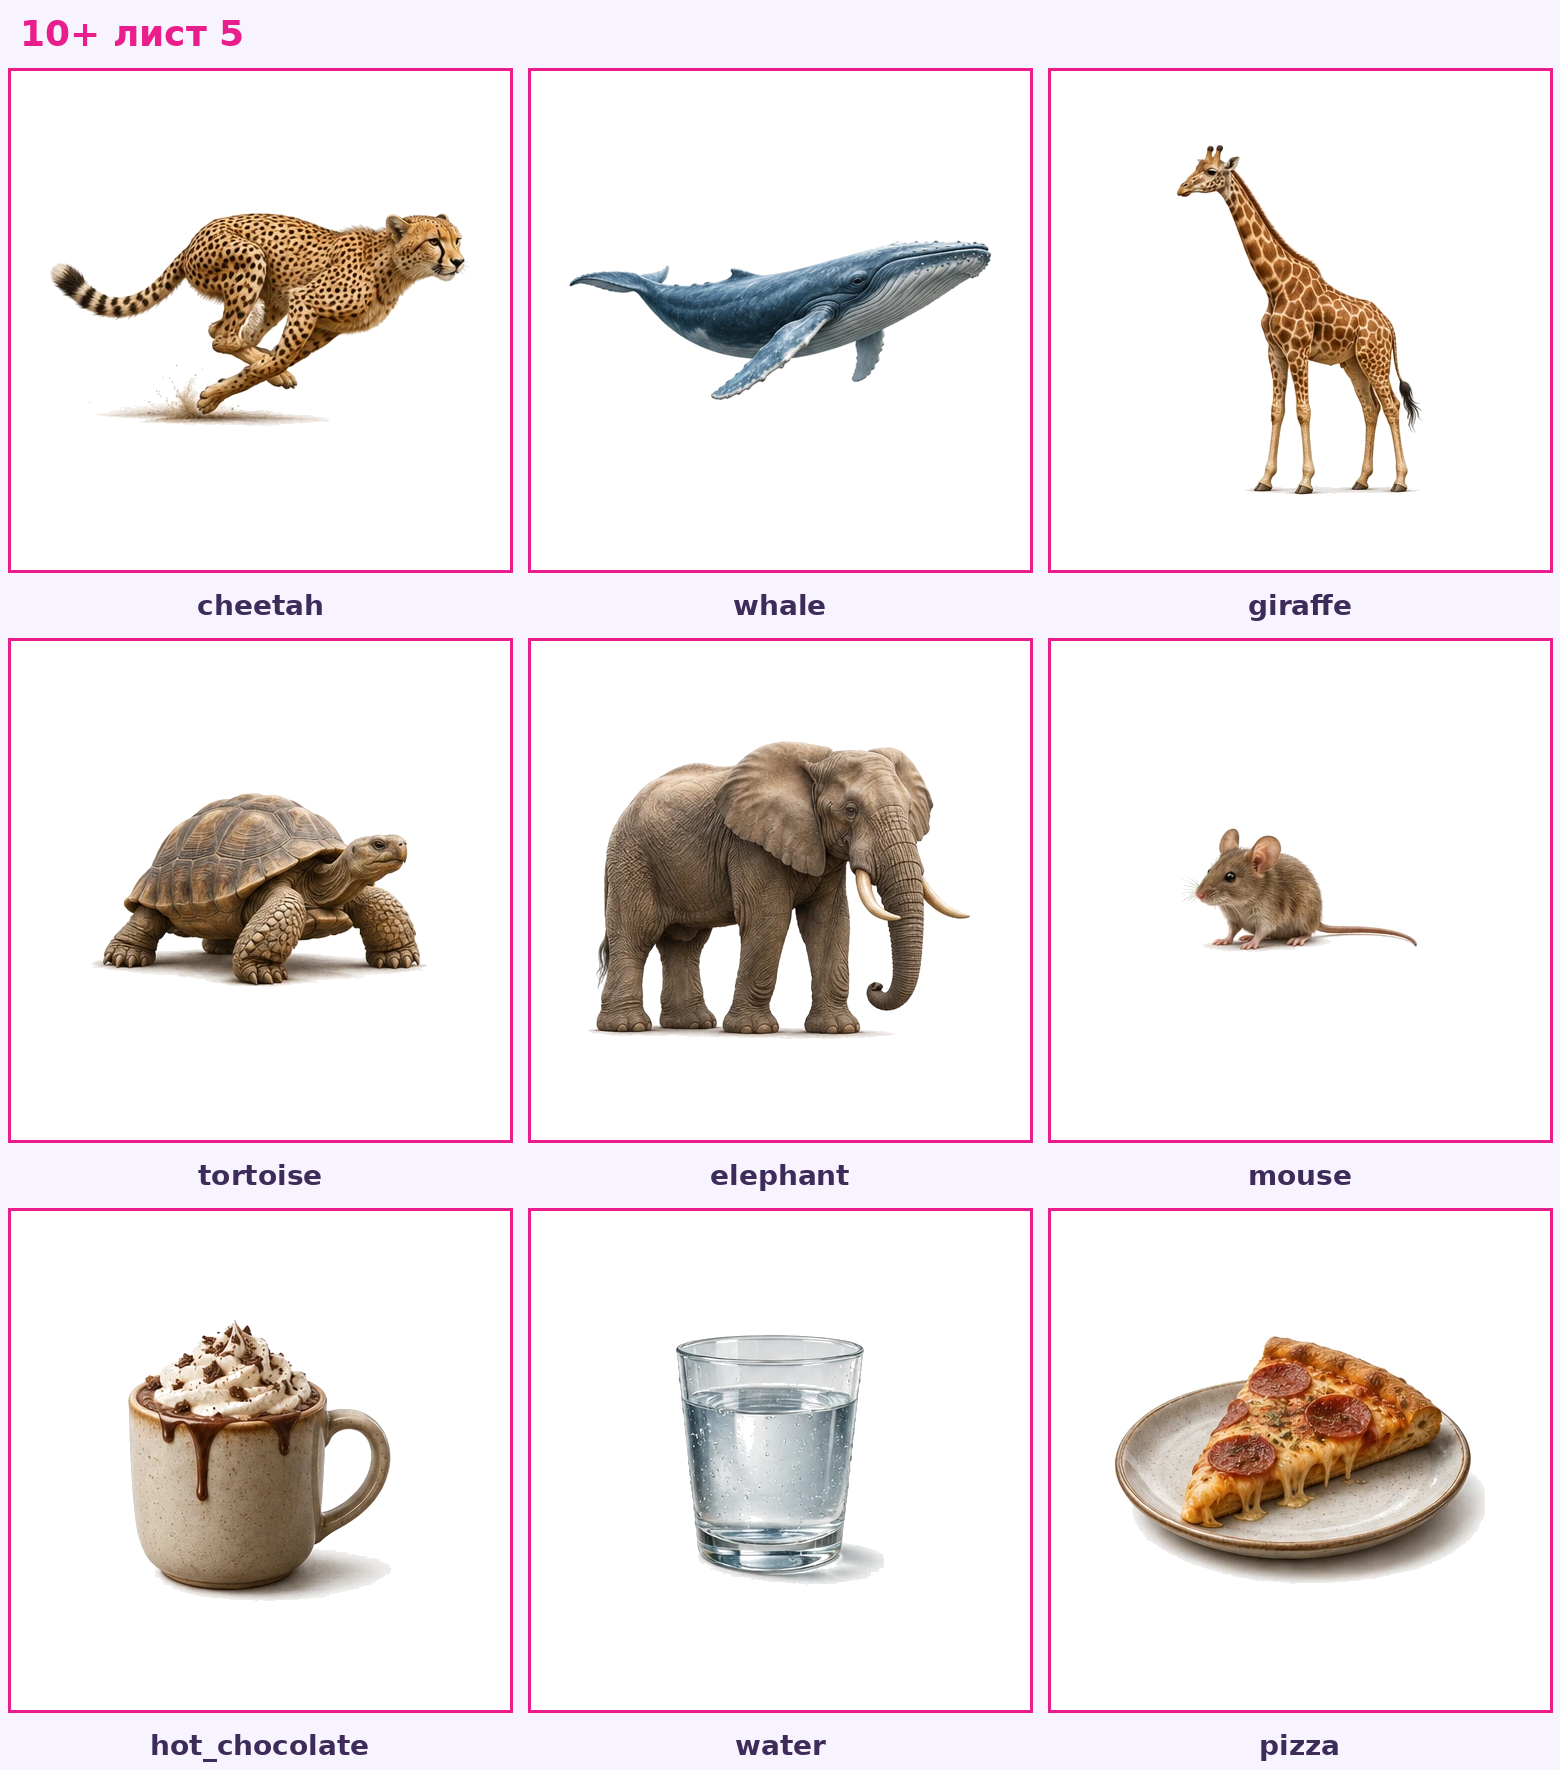 10+ лист 5
cheetah
whale
giraffe
tortoise
elephant
mouse
hot_chocolate
water
pizza